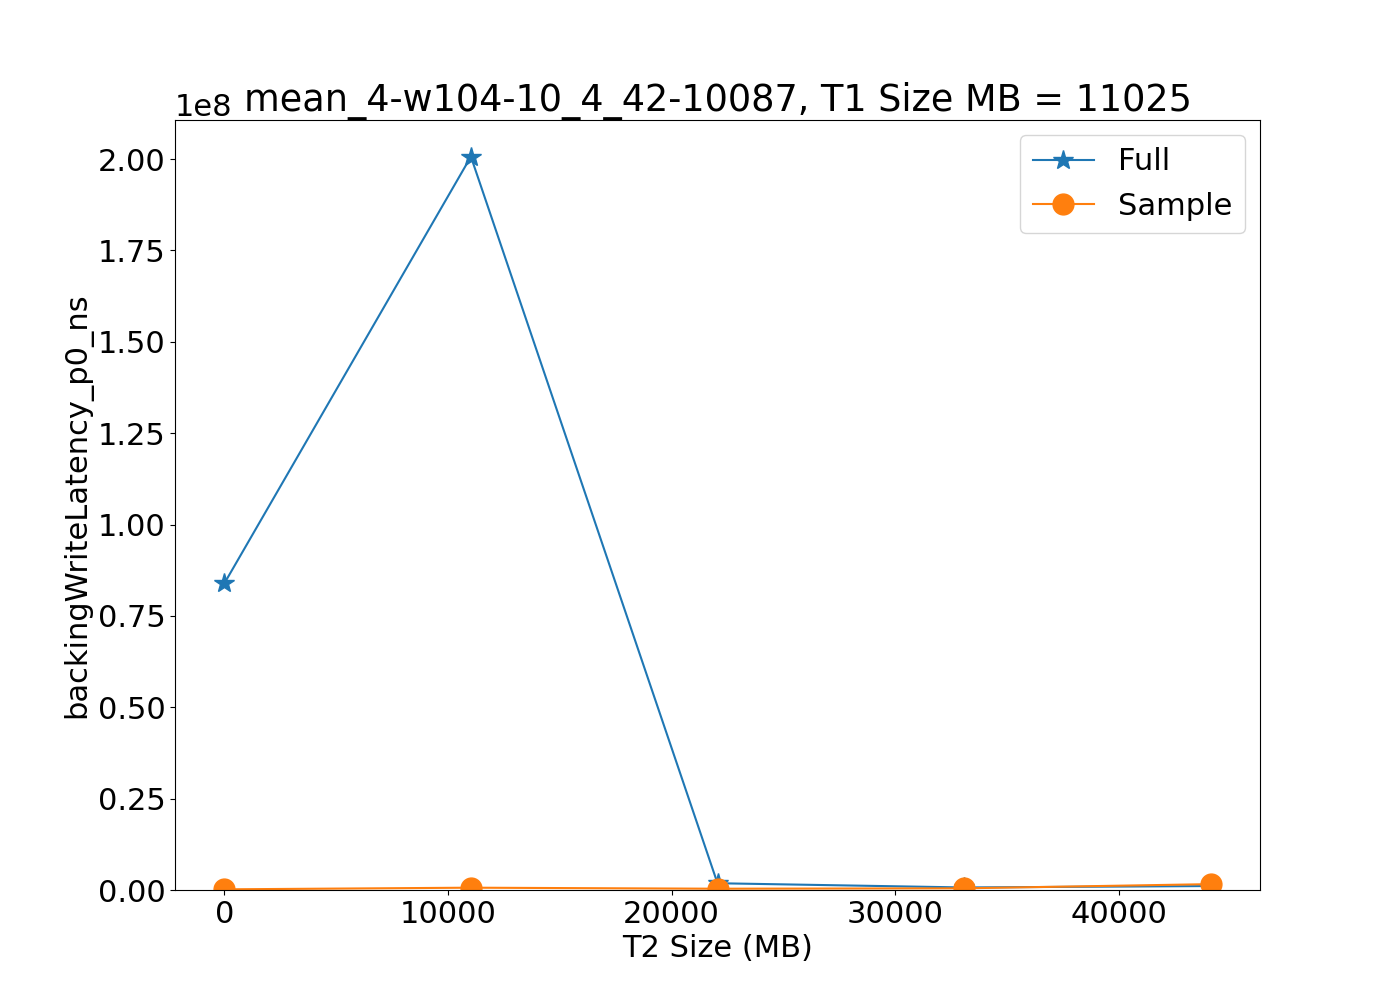 1e8
mean_4-w104-10_4_42-10087, T1 Size MB = 11025
Full
Sample
backingWriteLatency_p0_ns
2.00
1.75
1.50
1.25
1.00
0.75
0.50
0.25
0.00
0 10000 20000 30000 40000
T2 Size (MB)